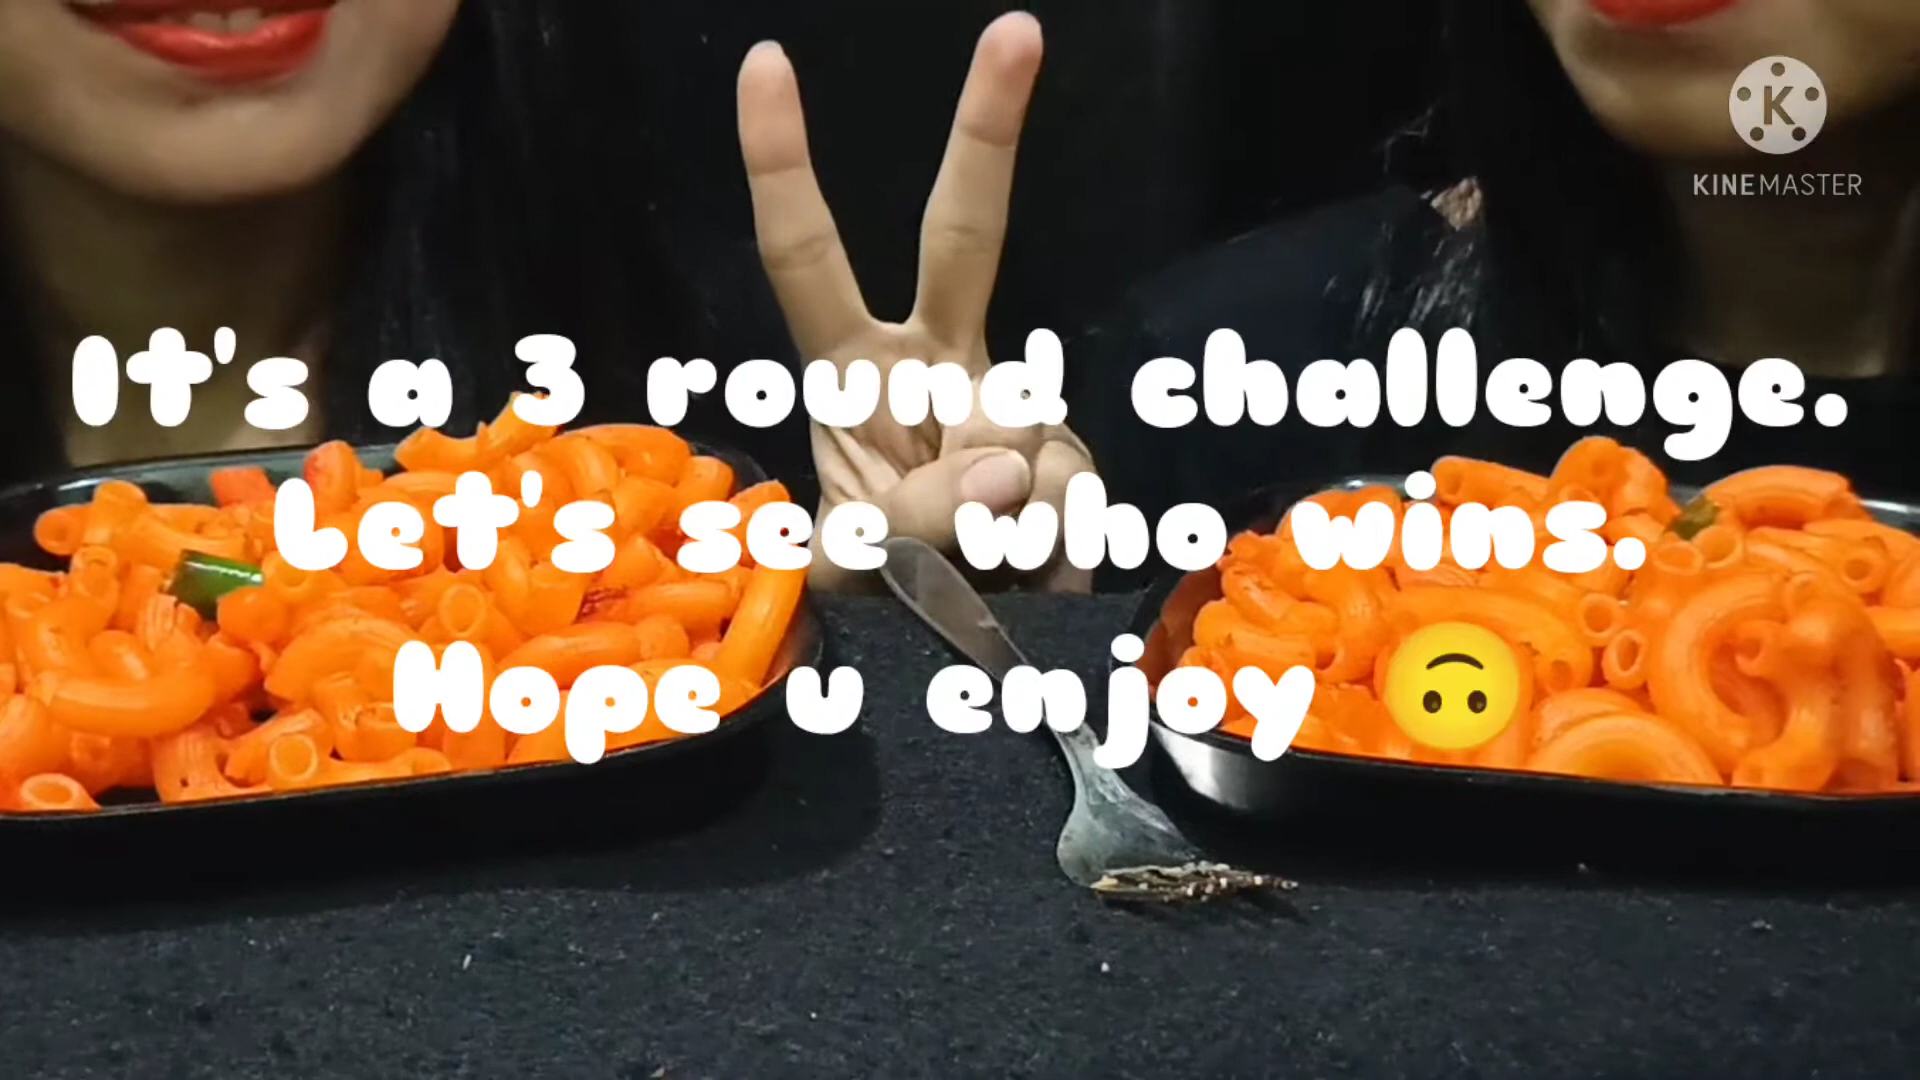 K
KINEMASTER
It's a 3 round challenge.
Let's see who wins.
Hope u enjoy 🙃